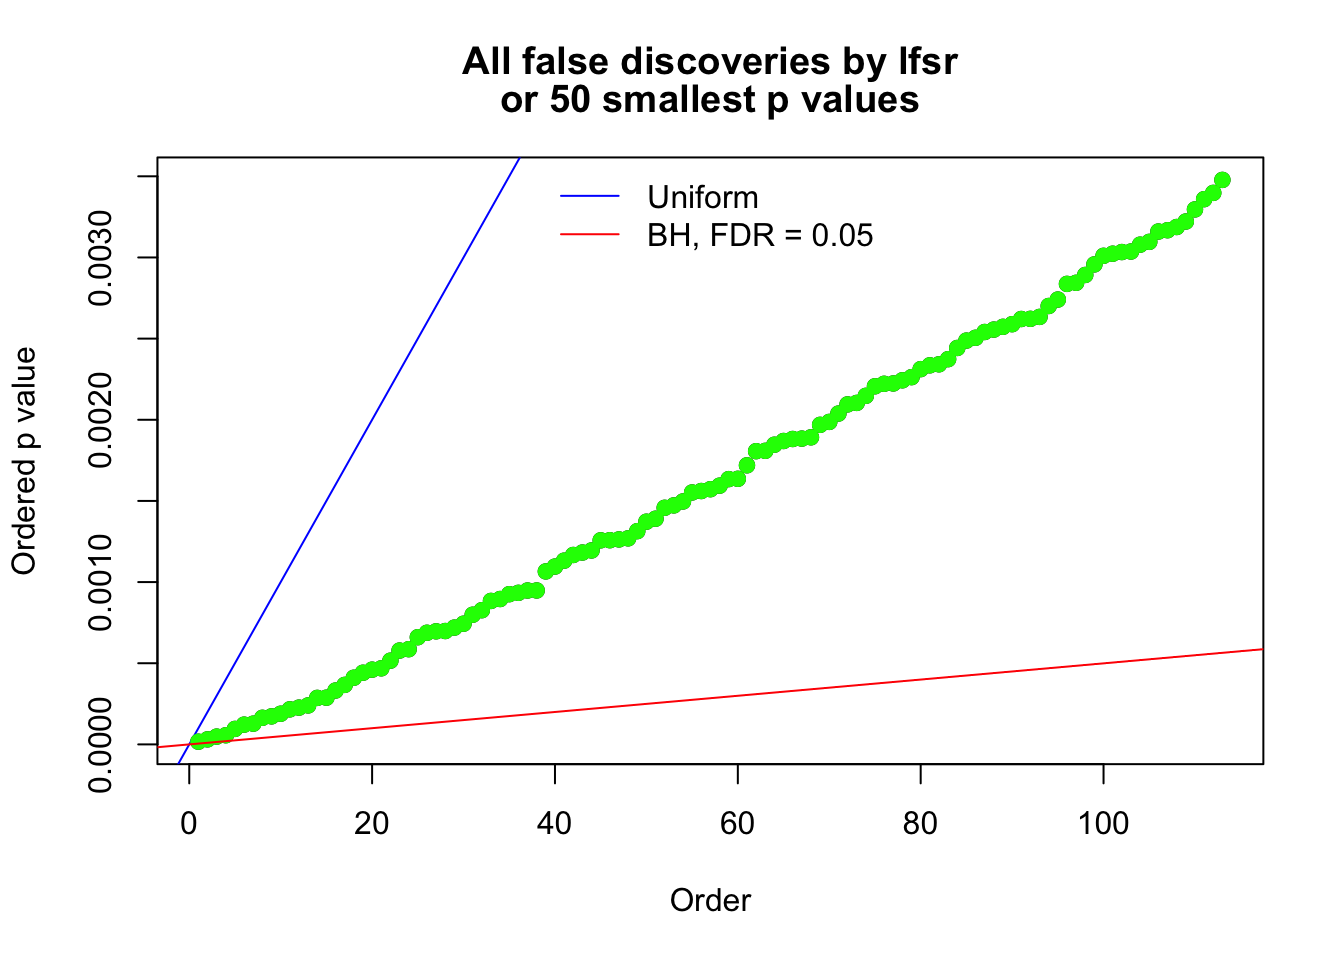 All false discoveries by lfsr
or 50 smallest p values
Uniform
BH, FDR = 0.05
Ordered p value
0.0030
0.0020
0.0010
0.0000
0 20 40 60 80 100
Order